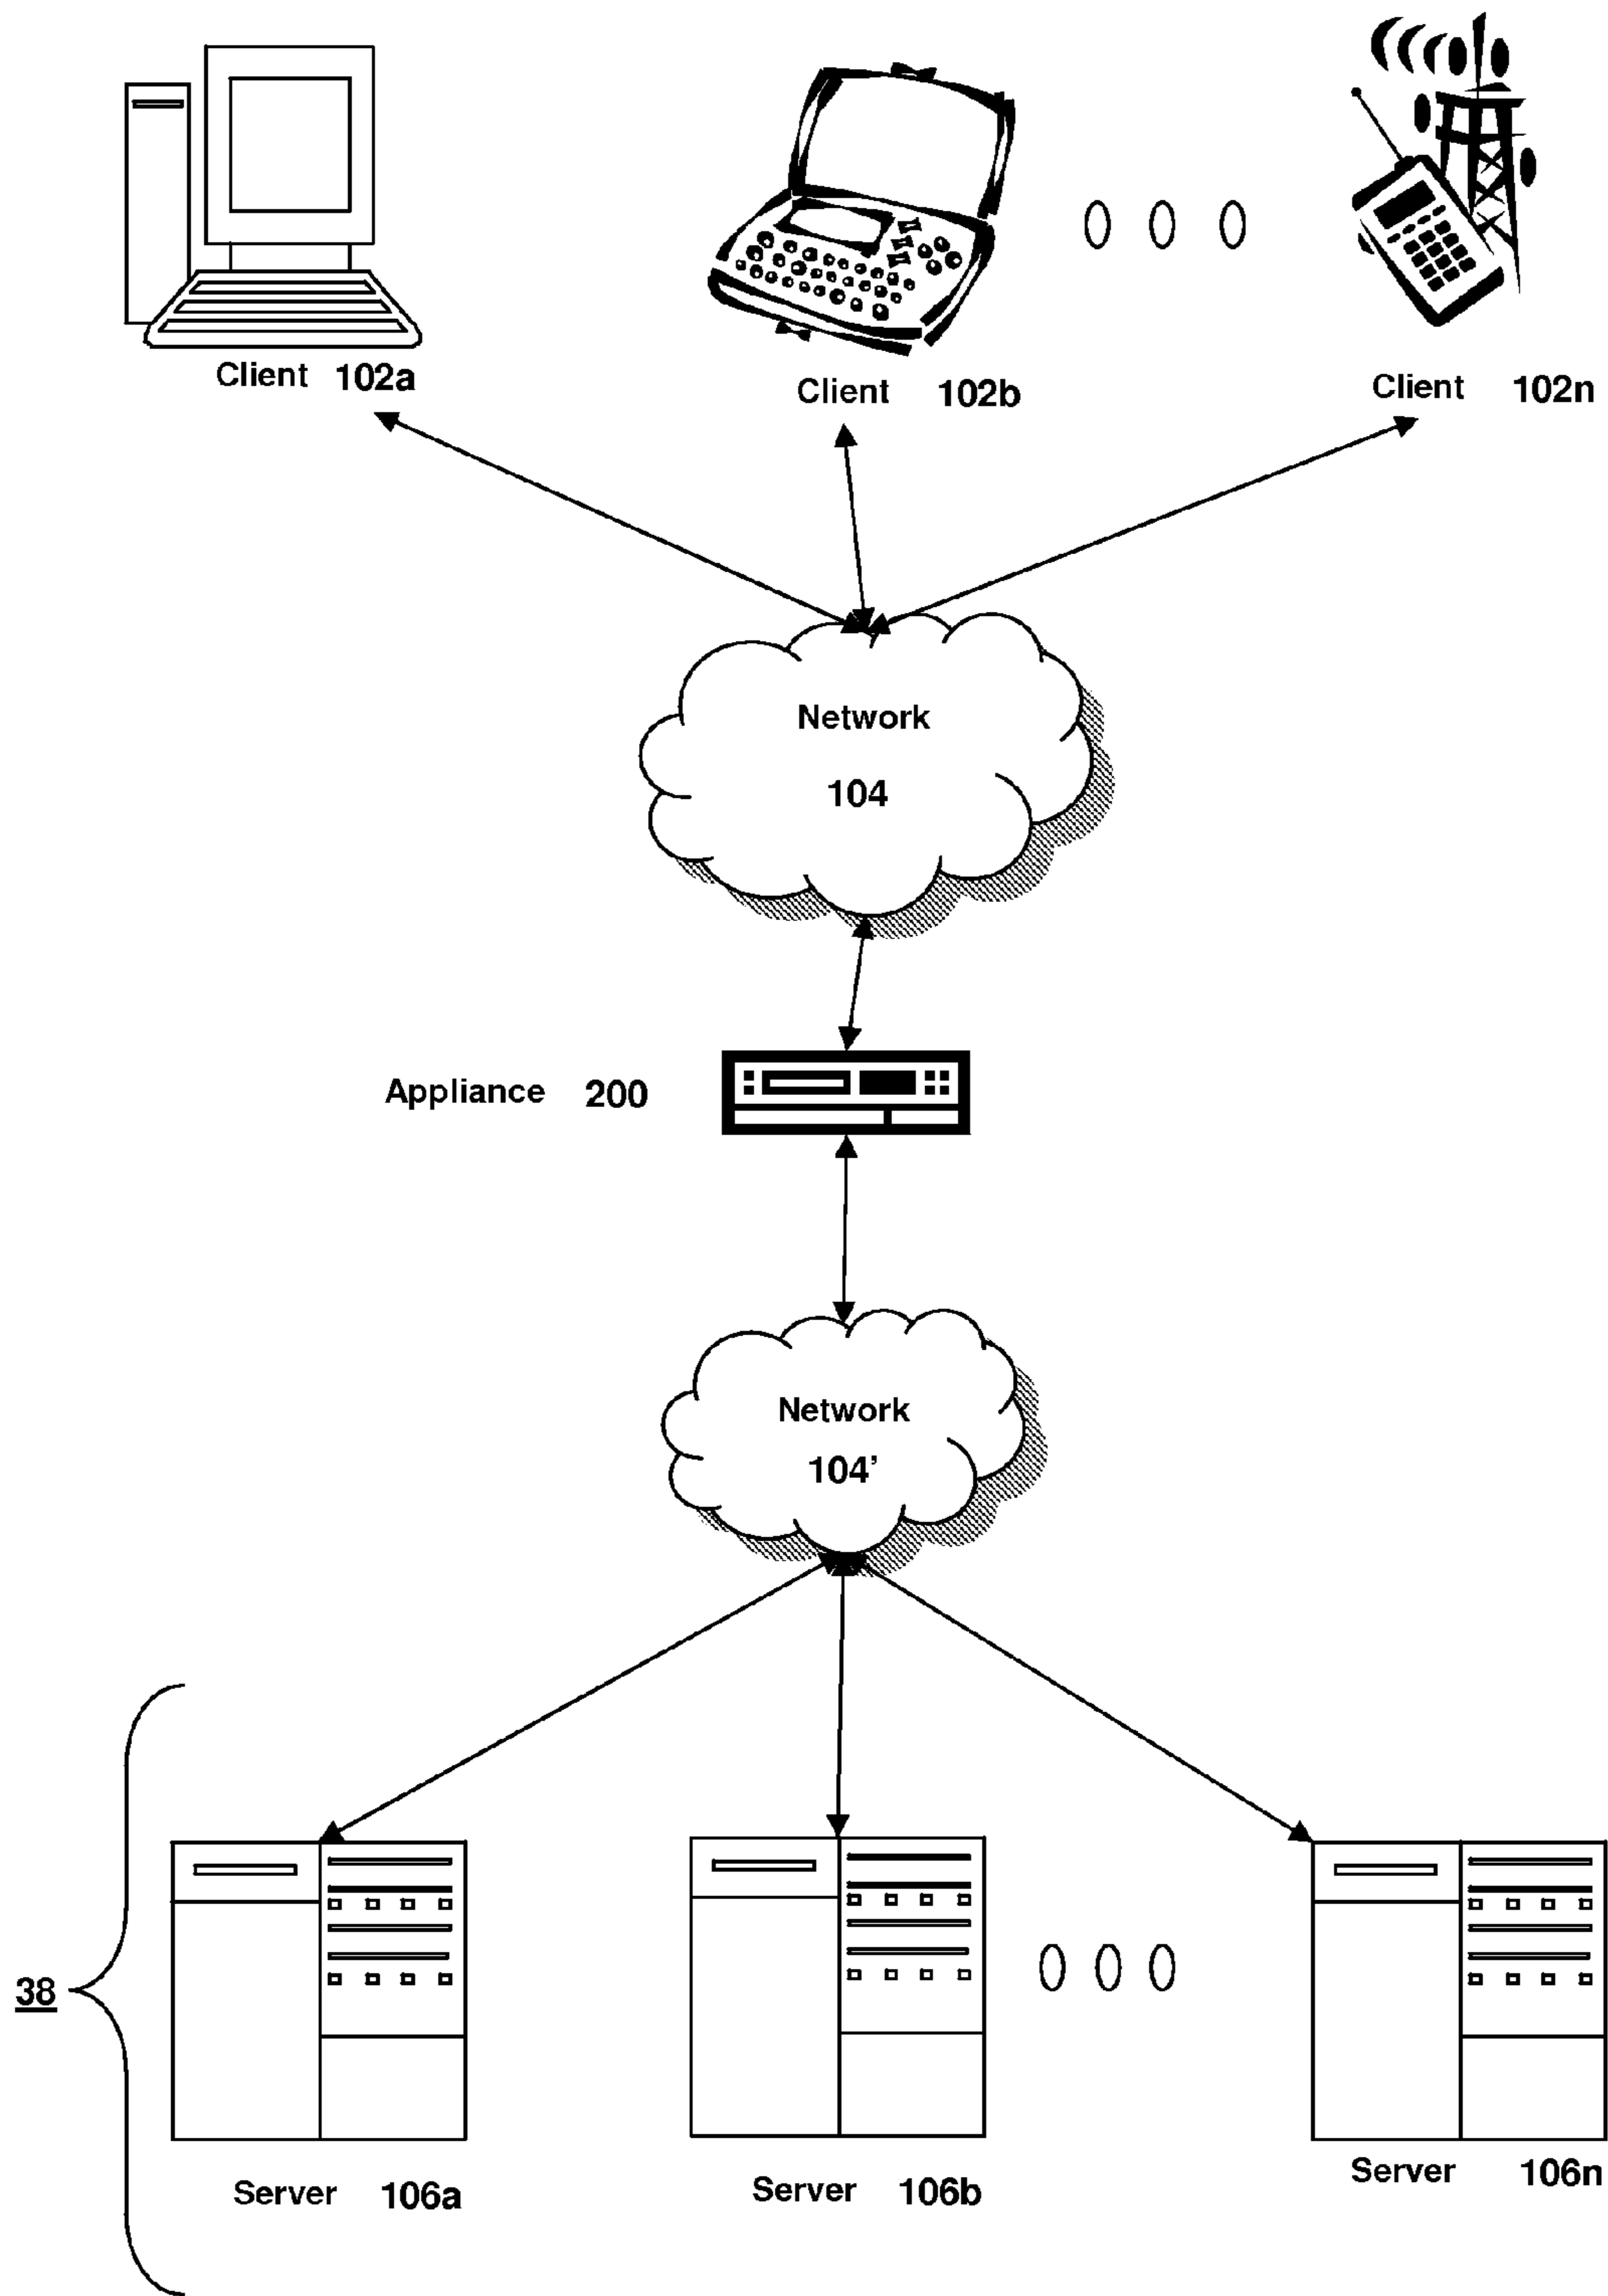 Client 102a
Client 102b
Client 102n
Network
104
Appliance 200
Network
104’
38
Server 106a
Server 106b
Server 106n